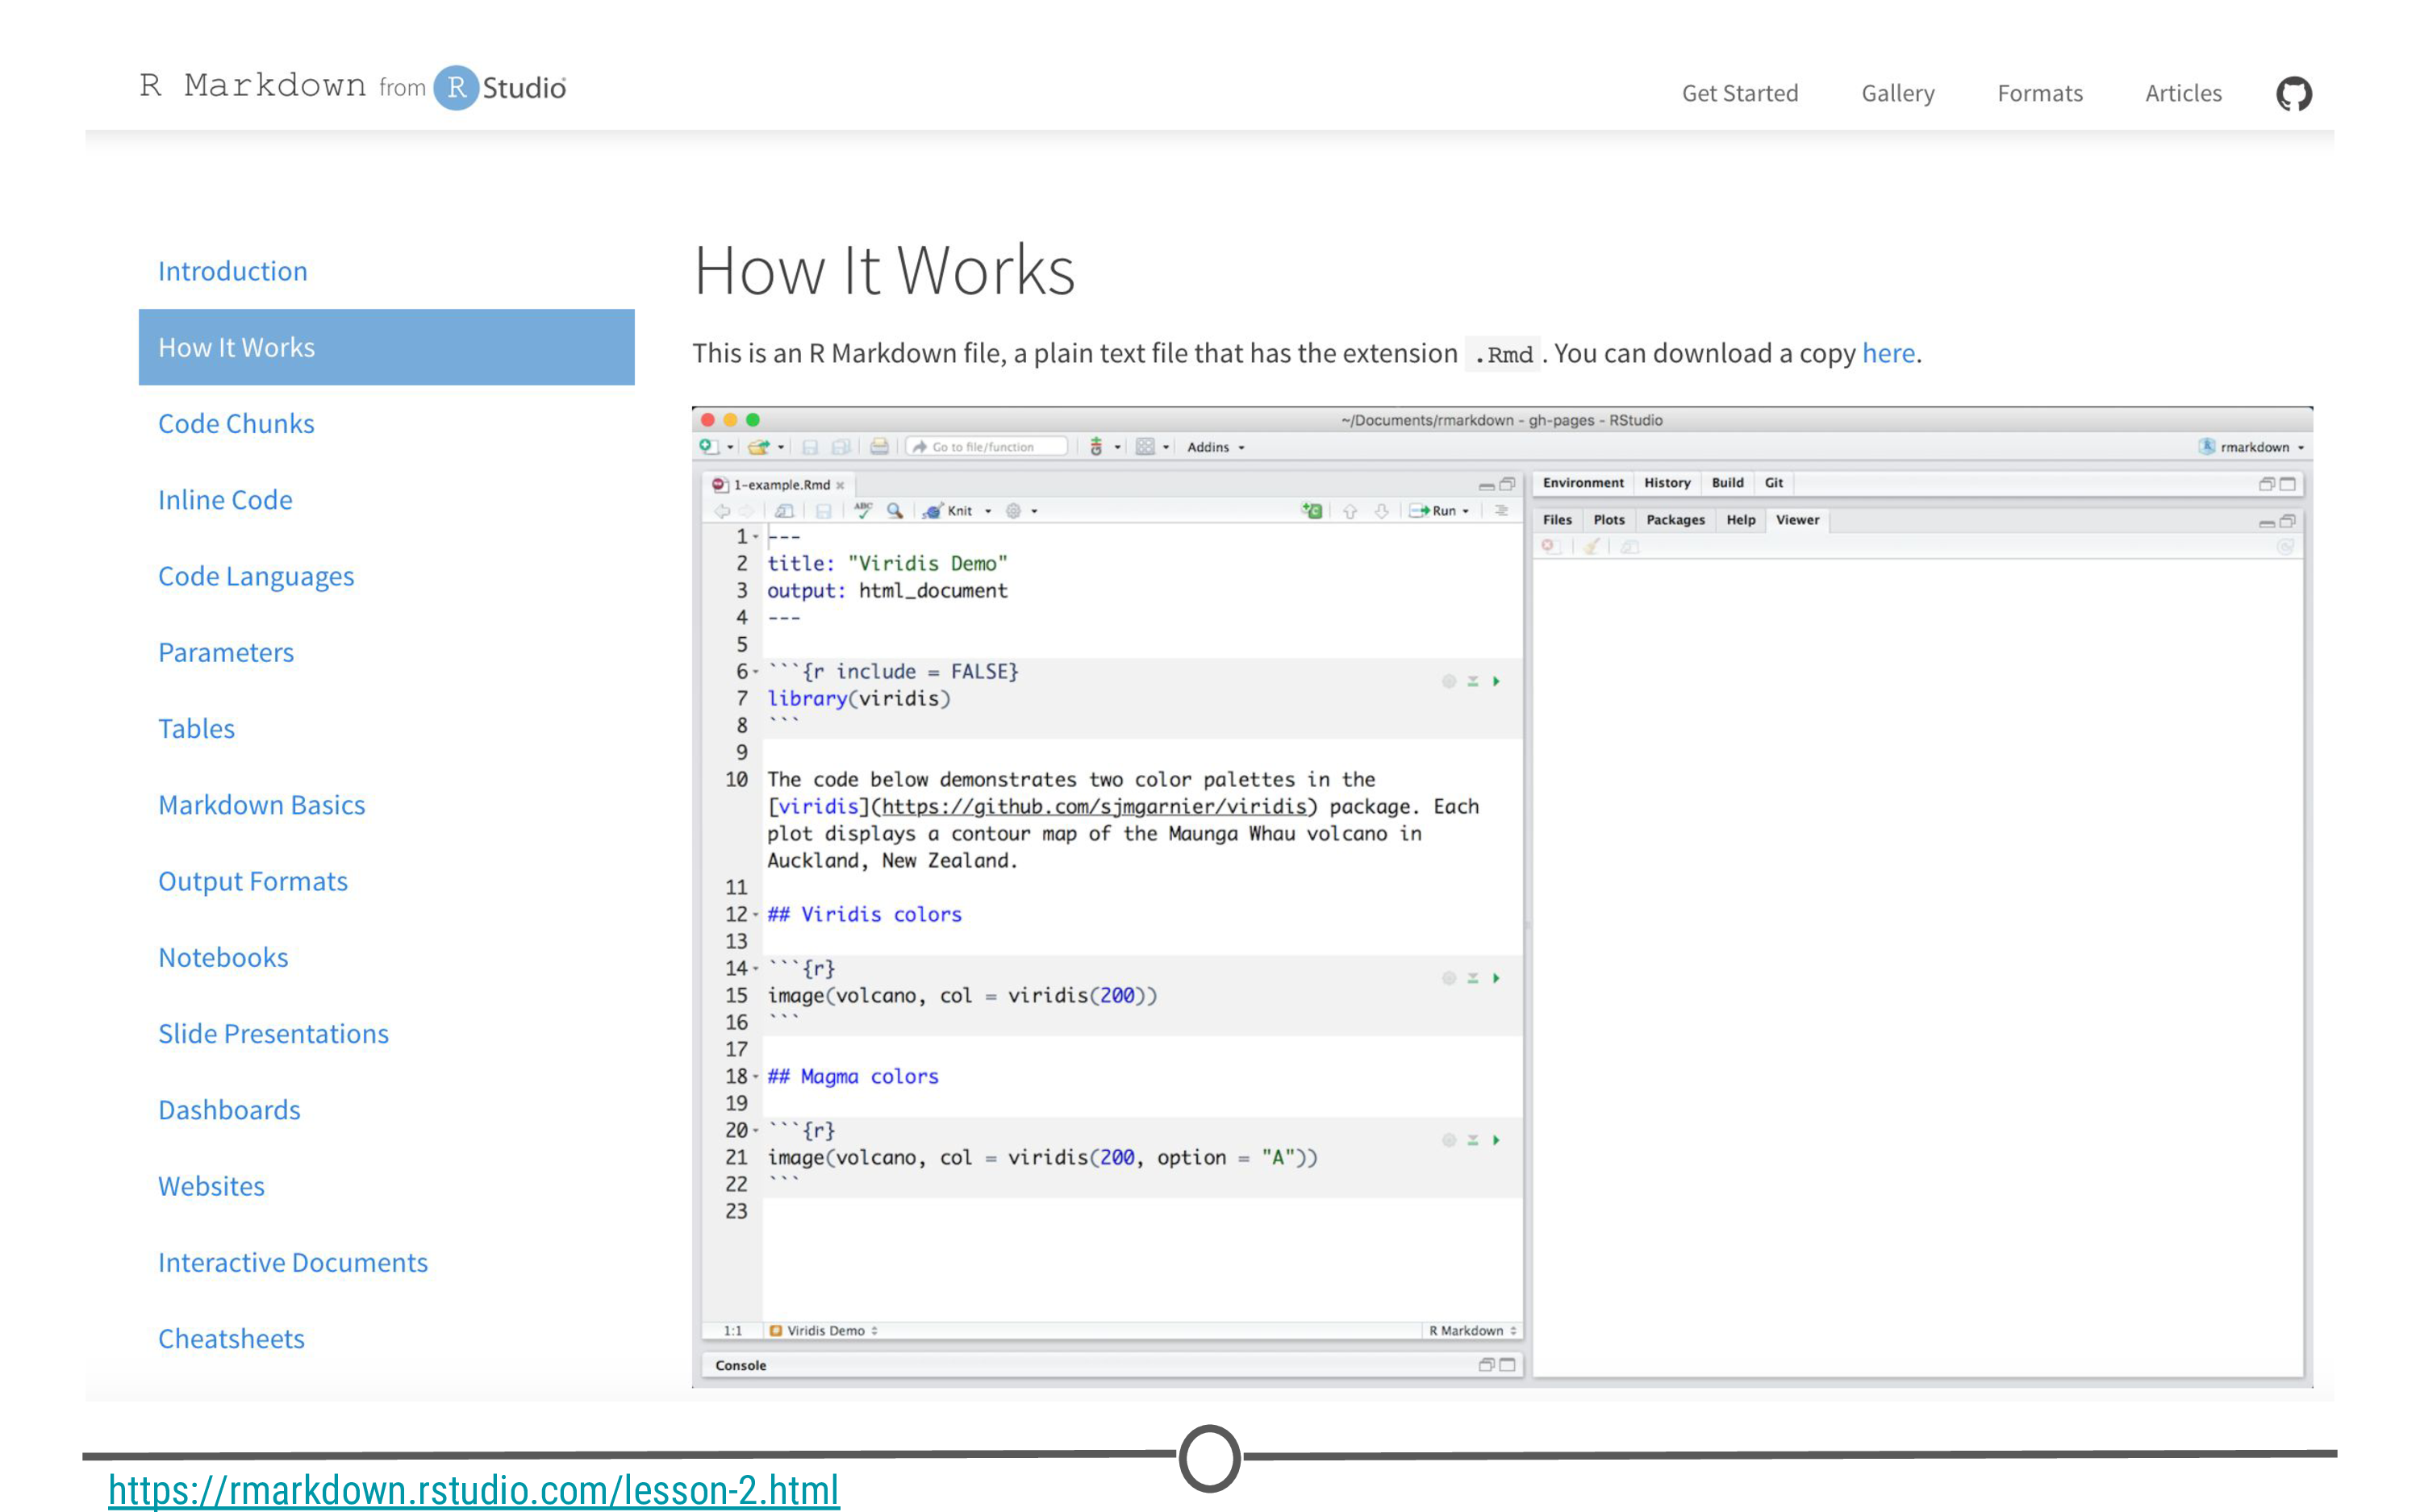 R Markdown from R Studio
Get Started Gallery Formats Articles
Introduction
How It Works
Code Chunks
Inline Code
Code Languages
Parameters
Tables
Markdown Basics
Output Formats
Notebooks
Slide Presentations
Dashboards
Websites
Interactive Documents
Cheatsheets
How It Works
This is an R Markdown file, a plain text file that has the extension .Rmd . You can download a copy here.
~/Documents/rmarkdown - gh-pages - RStudio
Go to file/function Addins rmarkdown
1-example.Rmd
ABC Knit Run
Environment History Build Git
Files Plots Packages Help Viewer
1 ---
2 title: "Viridis Demo"
3 output: html_document
4 ---
5
6 ```{r include = FALSE}
7 library(viridis)
8 ```
9
10 The code below demonstrates two color palettes in the
[viridis](https://github.com/sjmgarnier/viridis) package. Each
plot displays a contour map of the Maunga Whau volcano in
Auckland, New Zealand.
11
12 ## Viridis colors
13
14 ```{r}
15 image(volcano, col = viridis(200))
16 ```
17
18 ## Magma colors
19
20 ```{r}
21 image(volcano, col = viridis(200, option = "A"))
22 ```
23
1:1 Viridis Demo R Markdown
Console
https://rmarkdown.rstudio.com/lesson-2.html